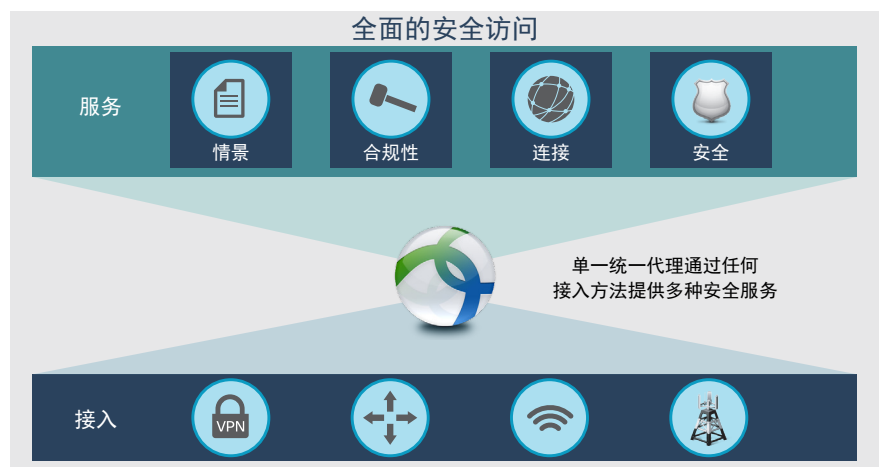 全面的安全访问
服务
情景
合规性
连接
安全
单一统一代理通过任何
接入方法提供多种安全服务
接入
VPN